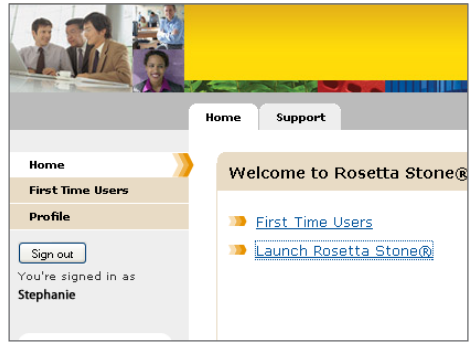 Home Support
Home
First Time Users
Profile
Sign out
You're signed in as
Stephanie
Welcome to Rosetta Stone®
First Time Users
Launch Rosetta Stone®